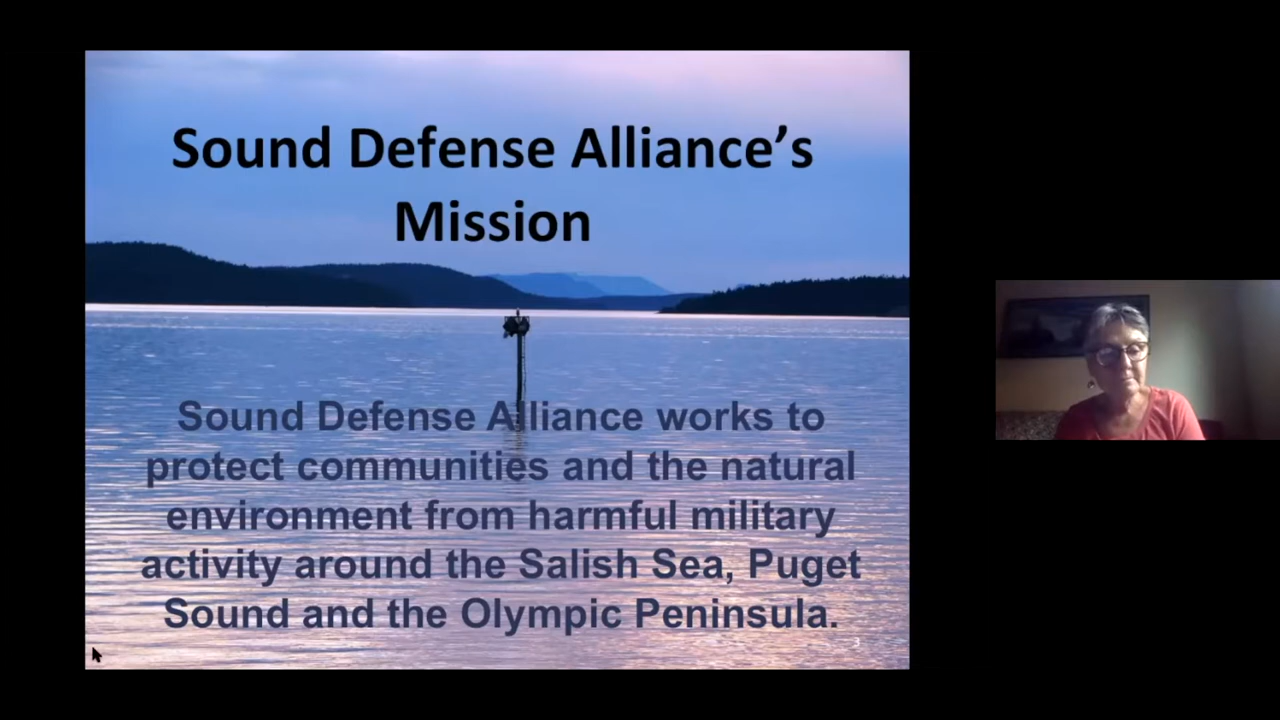 Sound Defense Alliance’s
Mission
Sound Defense Alliance works to
protect communities and the natural
environment from harmful military
activity around the Salish Sea, Puget
Sound and the Olympic Peninsula.
3